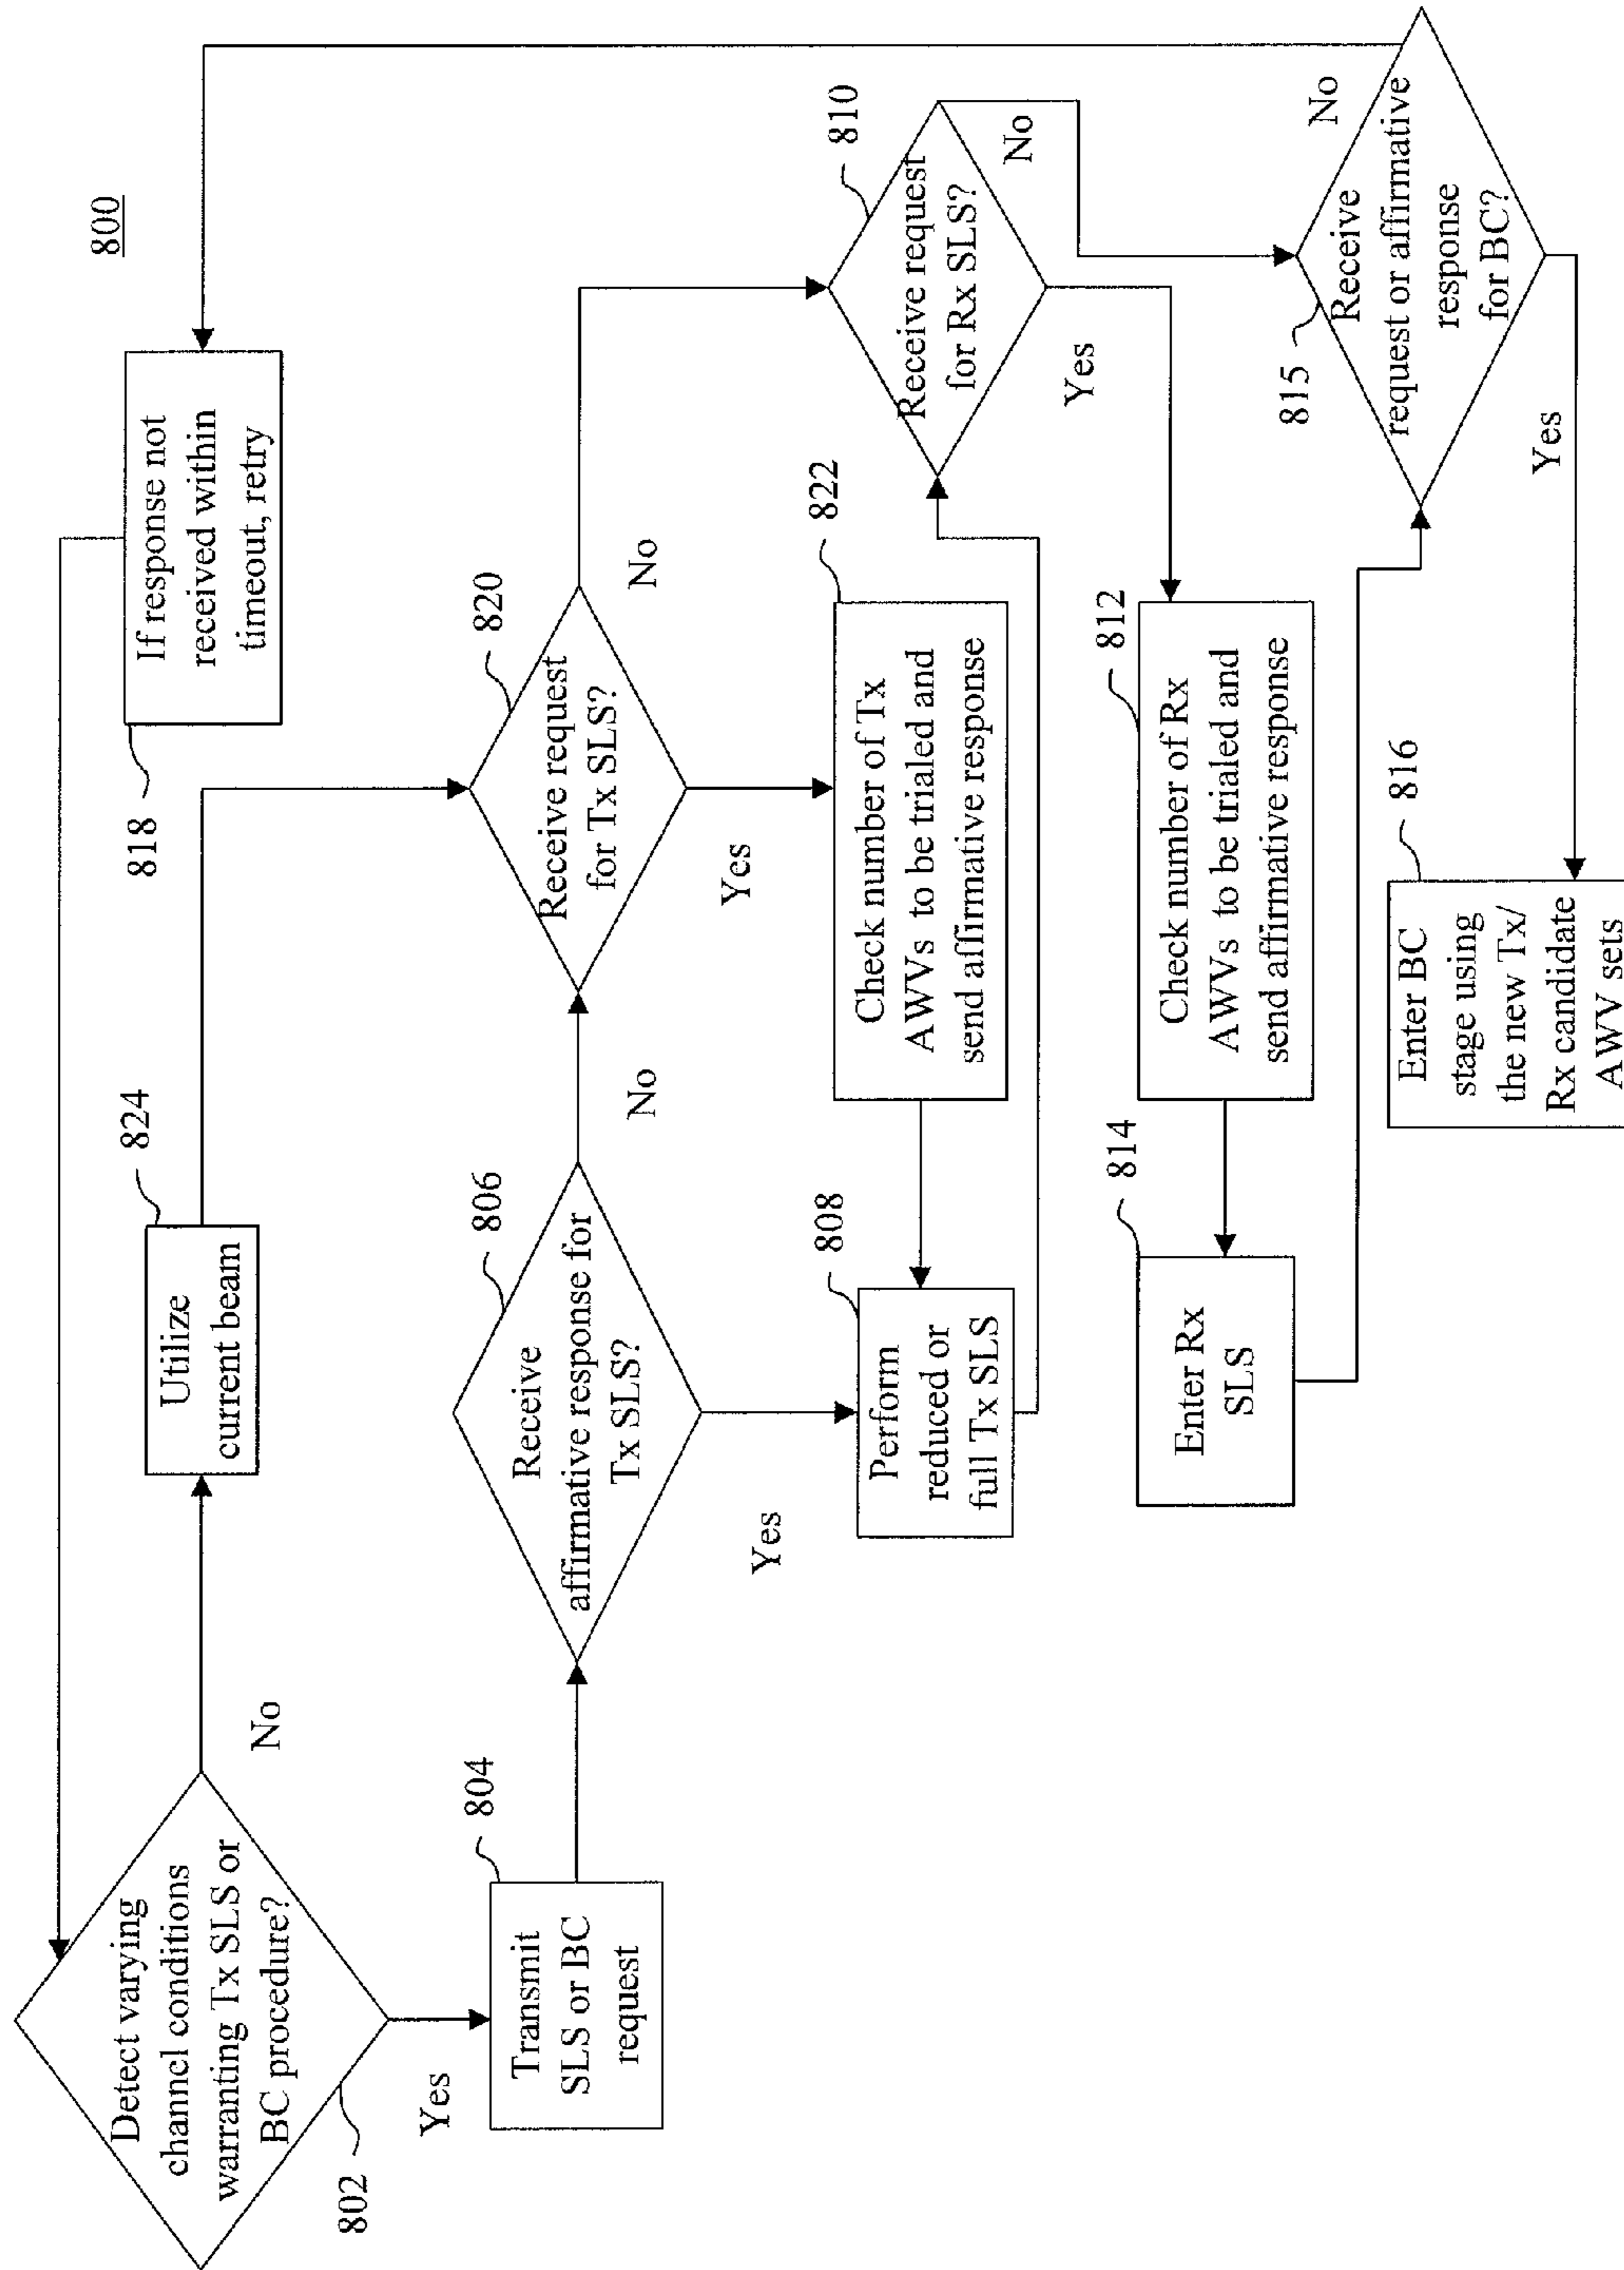 800
Detect varying
channel conditions
warranting Tx SLS or
BC procedure?
802
No
Yes
Utilize
current beam
824
If response not
received within
timeout, retry
818
Transmit
SLS or BC
request
804
Receive
affirmative response for
Tx SLS?
806
No
Yes
Receive request
for Tx SLS?
820
No
Yes
Perform
reduced or
full Tx SLS
808
Check number of Tx
AWVs to be trialed and
send affirmative response
822
Receive request
for Rx SLS?
810
No
Yes
Enter Rx
SLS
814
Check number of Rx
AWVs to be trialed and
send affirmative response
812
Receive
request or affirmative
response
for BC?
815
No
Yes
Enter BC
stage using
the new Tx/
Rx candidate
AWV sets
816